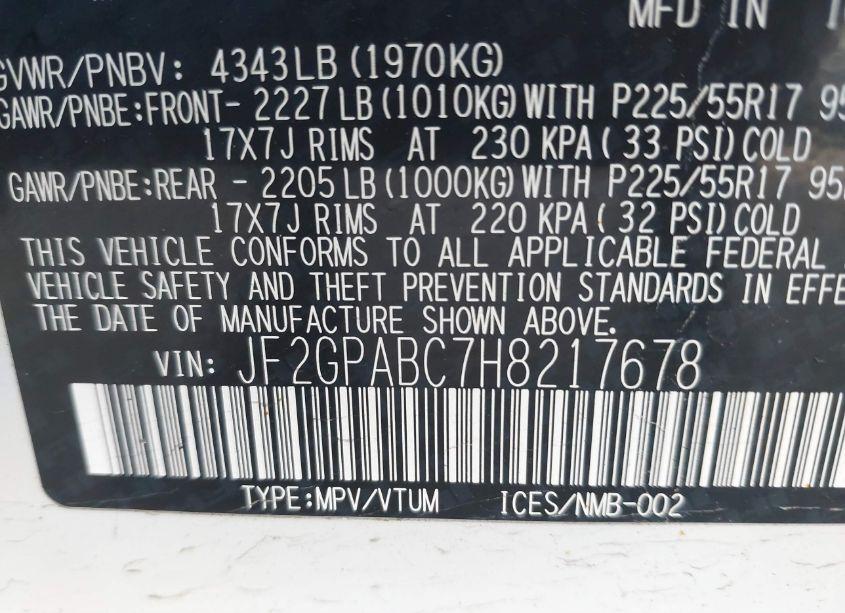 MFD IN
GVWR/PNBV: 4343LB (1970KG)
GAWR/PNBE:FRONT- 2227 LB (1010KG) WITH P225/55R17 95
17X7J RIMS AT 230 KPA ( 33 PSI) COLD
GAWR/PNBE:REAR - 2205 LB (1000KG) WITH P225/55R17 95
17X7J RIMS AT 220 KPA ( 32 PSI) COLD
THIS VEHICLE CONFORMS TO ALL APPLICABLE FEDERAL
VEHICLE SAFETY AND THEFT PREVENTION STANDARDS IN EFFE
THE DATE OF MANUFACTURE SHOWN ABOVE.
VIN: JF2GPABC7H8217678
TYPE:MPV/VTUM ICES/NMB-002